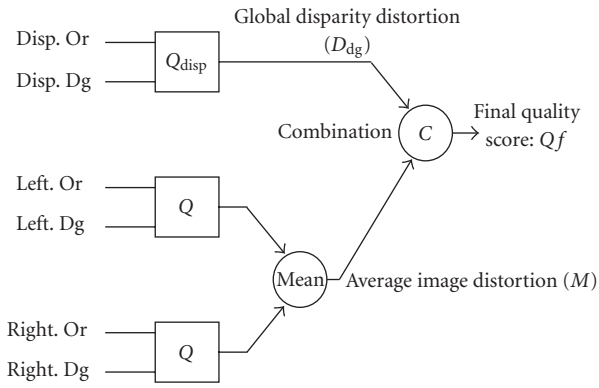 Global disparity distortion
(D_dg)
Disp. Or
Disp. Dg
Q_disp
Combination
C
Final quality
score: Qf
Left. Or
Left. Dg
Q
Mean
Average image distortion (M)
Right. Or
Right. Dg
Q